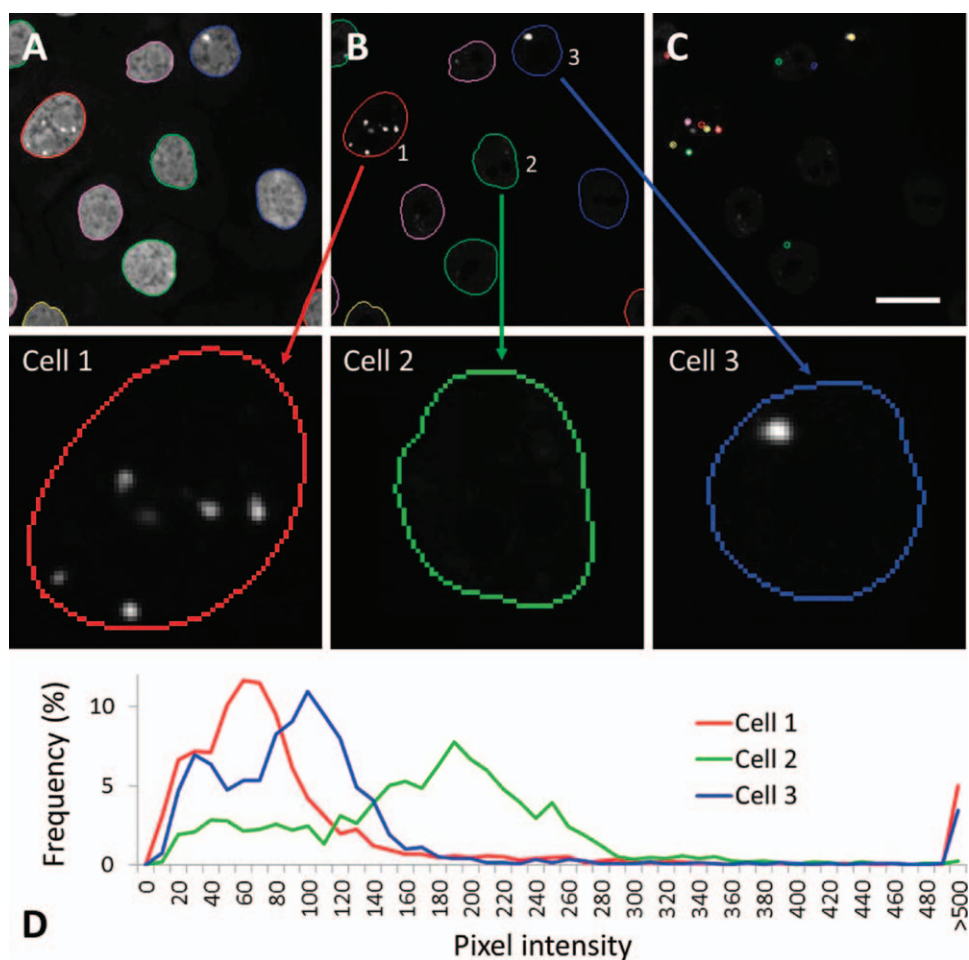 A
B
C
1
2
3
Cell 1
Cell 2
Cell 3
Frequency (%)
10
5
0
Cell 1
Cell 2
Cell 3
0 20 40 60 80 100 120 140 160 180 200 220 240 260 280 300 320 340 360 380 400 420 440 460 480 >500
D
Pixel intensity